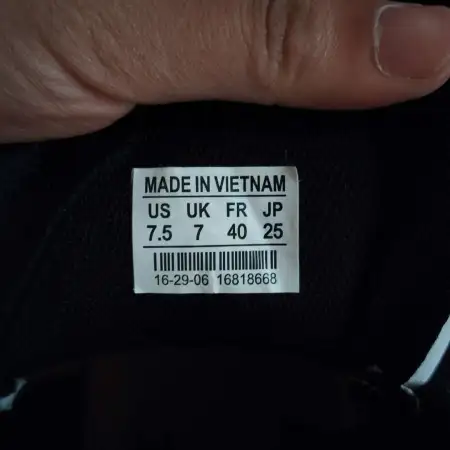 MADE IN VIETNAM
US UK FR JP
7.5 7 40 25
16-29-06 16818668